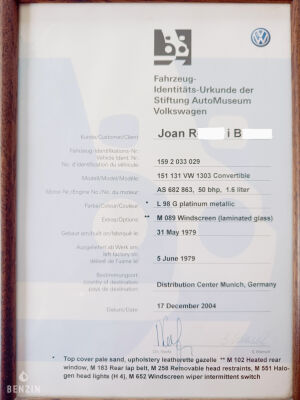 Fahrzeug-
Identitäts-Urkunde der
Stiftung AutoMuseum
Volkswagen
Kunde/Customer/Client
Joan R i B
Fahrzeug-Identifikations-Nr.
Vehicle Ident. No.
No. d'identification du véhicule
159 2 033 029
Modell/Model/Modèle
151 131 VW 1303 Convertible
Motor-Nr./Engine No./No. du moteur
AS 682 863, 50 bhp, 1.6 liter
Farbe/Colour/Couleur
* L 98 G platinum metallic
Extras/Options
** M 089 Windscreen (laminated glass)
Gebaut am/built on/fabriqué le
31 May 1979
Ausgeliefert ab Werk am
left factory on
délivré de l'usine le
5 June 1979
Bestimmungsort
country of destination
pays de destination
Distribution Center Munich, Germany
Datum/Date
17 December 2004
* Top cover pale sand, upholstery leatherette gazelle ** M 102 Heated rear
window, M 183 Rear lap belt, M 258 Removable head restraints, M 551 Halo-
gen head lights (H 4), M 652 Windscreen wiper intermittent switch
BENZIN